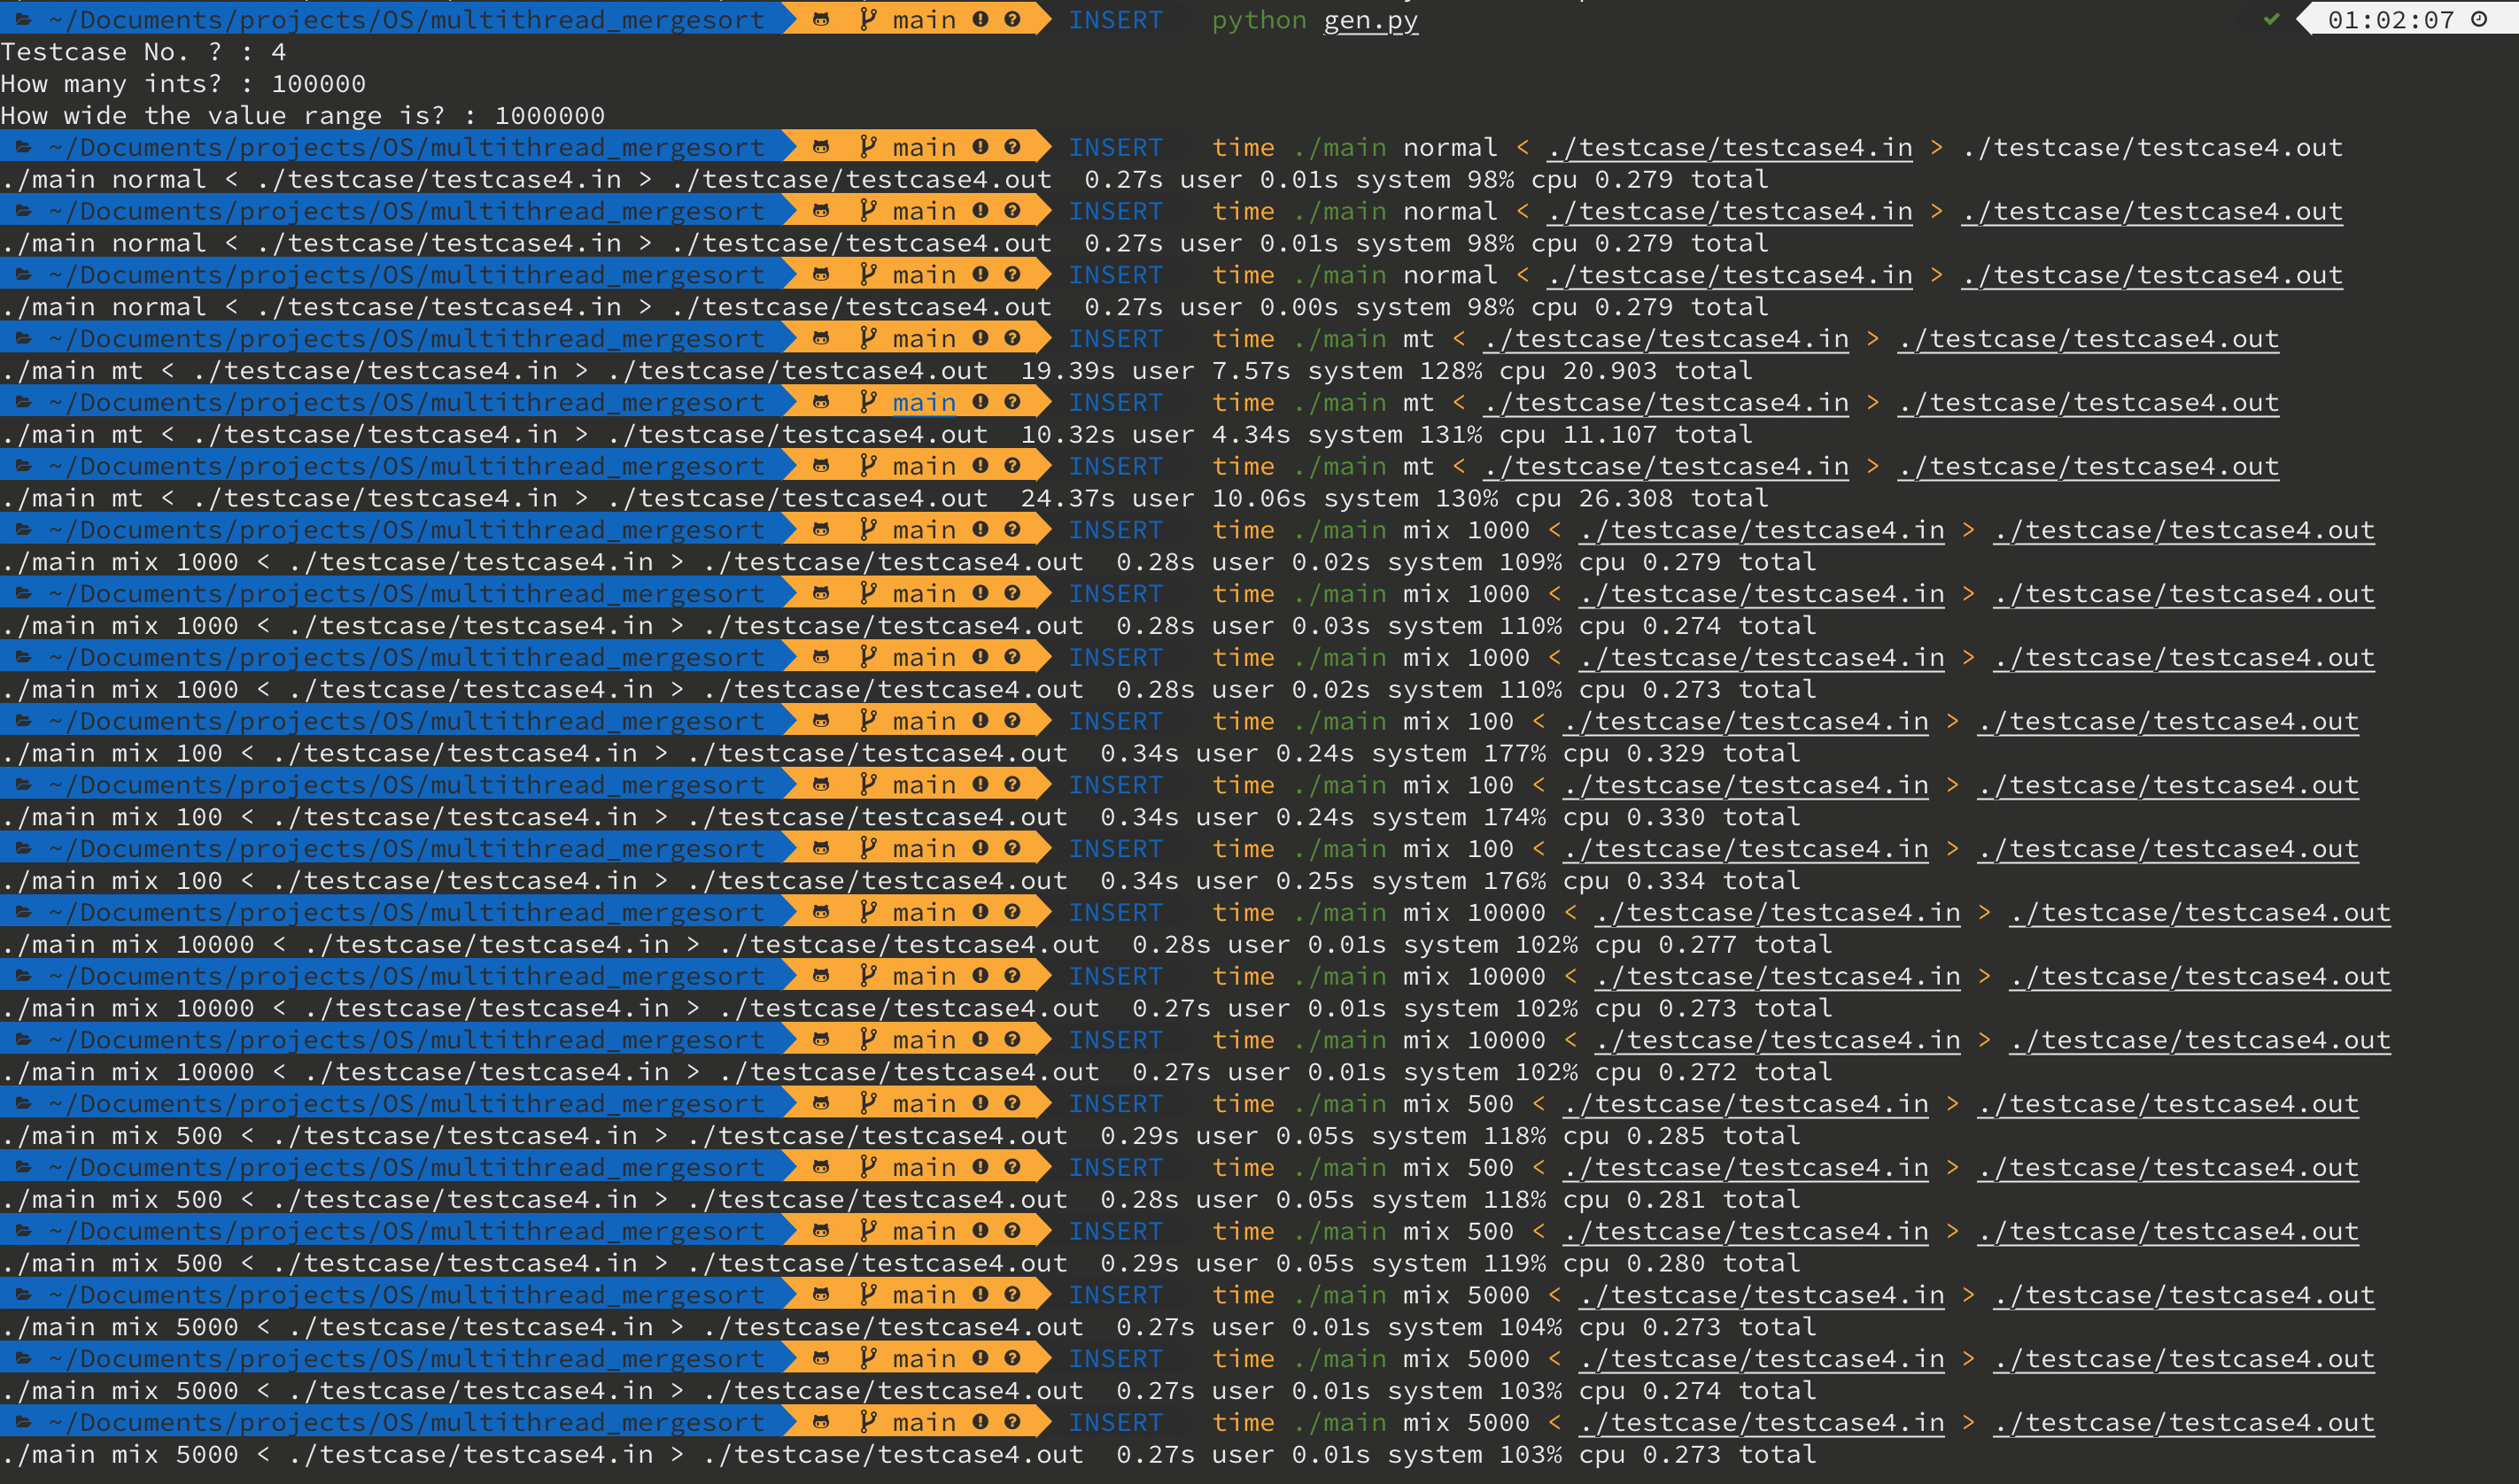 ~/Documents/projects/OS/multithread_mergesort main INSERT python gen.py 01:02:07
Testcase No. ? : 4
How many ints? : 100000
How wide the value range is? : 1000000
~/Documents/projects/OS/multithread_mergesort main INSERT time ./main normal < ./testcase/testcase4.in > ./testcase/testcase4.out
./main normal < ./testcase/testcase4.in > ./testcase/testcase4.out 0.27s user 0.01s system 98% cpu 0.279 total
~/Documents/projects/OS/multithread_mergesort main INSERT time ./main normal < ./testcase/testcase4.in > ./testcase/testcase4.out
./main normal < ./testcase/testcase4.in > ./testcase/testcase4.out 0.27s user 0.01s system 98% cpu 0.279 total
~/Documents/projects/OS/multithread_mergesort main INSERT time ./main normal < ./testcase/testcase4.in > ./testcase/testcase4.out
./main normal < ./testcase/testcase4.in > ./testcase/testcase4.out 0.27s user 0.00s system 98% cpu 0.279 total
~/Documents/projects/OS/multithread_mergesort main INSERT time ./main mt < ./testcase/testcase4.in > ./testcase/testcase4.out
./main mt < ./testcase/testcase4.in > ./testcase/testcase4.out 19.39s user 7.57s system 128% cpu 20.903 total
~/Documents/projects/OS/multithread_mergesort main INSERT time ./main mt < ./testcase/testcase4.in > ./testcase/testcase4.out
./main mt < ./testcase/testcase4.in > ./testcase/testcase4.out 10.32s user 4.34s system 131% cpu 11.107 total
~/Documents/projects/OS/multithread_mergesort main INSERT time ./main mt < ./testcase/testcase4.in > ./testcase/testcase4.out
./main mt < ./testcase/testcase4.in > ./testcase/testcase4.out 24.37s user 10.06s system 130% cpu 26.308 total
~/Documents/projects/OS/multithread_mergesort main INSERT time ./main mix 1000 < ./testcase/testcase4.in > ./testcase/testcase4.out
./main mix 1000 < ./testcase/testcase4.in > ./testcase/testcase4.out 0.28s user 0.02s system 109% cpu 0.279 total
~/Documents/projects/OS/multithread_mergesort main INSERT time ./main mix 1000 < ./testcase/testcase4.in > ./testcase/testcase4.out
./main mix 1000 < ./testcase/testcase4.in > ./testcase/testcase4.out 0.28s user 0.03s system 110% cpu 0.274 total
~/Documents/projects/OS/multithread_mergesort main INSERT time ./main mix 1000 < ./testcase/testcase4.in > ./testcase/testcase4.out
./main mix 1000 < ./testcase/testcase4.in > ./testcase/testcase4.out 0.28s user 0.02s system 110% cpu 0.273 total
~/Documents/projects/OS/multithread_mergesort main INSERT time ./main mix 100 < ./testcase/testcase4.in > ./testcase/testcase4.out
./main mix 100 < ./testcase/testcase4.in > ./testcase/testcase4.out 0.34s user 0.24s system 177% cpu 0.329 total
~/Documents/projects/OS/multithread_mergesort main INSERT time ./main mix 100 < ./testcase/testcase4.in > ./testcase/testcase4.out
./main mix 100 < ./testcase/testcase4.in > ./testcase/testcase4.out 0.34s user 0.24s system 174% cpu 0.330 total
~/Documents/projects/OS/multithread_mergesort main INSERT time ./main mix 100 < ./testcase/testcase4.in > ./testcase/testcase4.out
./main mix 100 < ./testcase/testcase4.in > ./testcase/testcase4.out 0.34s user 0.25s system 176% cpu 0.334 total
~/Documents/projects/OS/multithread_mergesort main INSERT time ./main mix 10000 < ./testcase/testcase4.in > ./testcase/testcase4.out
./main mix 10000 < ./testcase/testcase4.in > ./testcase/testcase4.out 0.28s user 0.01s system 102% cpu 0.277 total
~/Documents/projects/OS/multithread_mergesort main INSERT time ./main mix 10000 < ./testcase/testcase4.in > ./testcase/testcase4.out
./main mix 10000 < ./testcase/testcase4.in > ./testcase/testcase4.out 0.27s user 0.01s system 102% cpu 0.273 total
~/Documents/projects/OS/multithread_mergesort main INSERT time ./main mix 10000 < ./testcase/testcase4.in > ./testcase/testcase4.out
./main mix 10000 < ./testcase/testcase4.in > ./testcase/testcase4.out 0.27s user 0.01s system 102% cpu 0.272 total
~/Documents/projects/OS/multithread_mergesort main INSERT time ./main mix 500 < ./testcase/testcase4.in > ./testcase/testcase4.out
./main mix 500 < ./testcase/testcase4.in > ./testcase/testcase4.out 0.29s user 0.05s system 118% cpu 0.285 total
~/Documents/projects/OS/multithread_mergesort main INSERT time ./main mix 500 < ./testcase/testcase4.in > ./testcase/testcase4.out
./main mix 500 < ./testcase/testcase4.in > ./testcase/testcase4.out 0.28s user 0.05s system 118% cpu 0.281 total
~/Documents/projects/OS/multithread_mergesort main INSERT time ./main mix 500 < ./testcase/testcase4.in > ./testcase/testcase4.out
./main mix 500 < ./testcase/testcase4.in > ./testcase/testcase4.out 0.29s user 0.05s system 119% cpu 0.280 total
~/Documents/projects/OS/multithread_mergesort main INSERT time ./main mix 5000 < ./testcase/testcase4.in > ./testcase/testcase4.out
./main mix 5000 < ./testcase/testcase4.in > ./testcase/testcase4.out 0.27s user 0.01s system 104% cpu 0.273 total
~/Documents/projects/OS/multithread_mergesort main INSERT time ./main mix 5000 < ./testcase/testcase4.in > ./testcase/testcase4.out
./main mix 5000 < ./testcase/testcase4.in > ./testcase/testcase4.out 0.27s user 0.01s system 103% cpu 0.274 total
~/Documents/projects/OS/multithread_mergesort main INSERT time ./main mix 5000 < ./testcase/testcase4.in > ./testcase/testcase4.out
./main mix 5000 < ./testcase/testcase4.in > ./testcase/testcase4.out 0.27s user 0.01s system 103% cpu 0.273 total